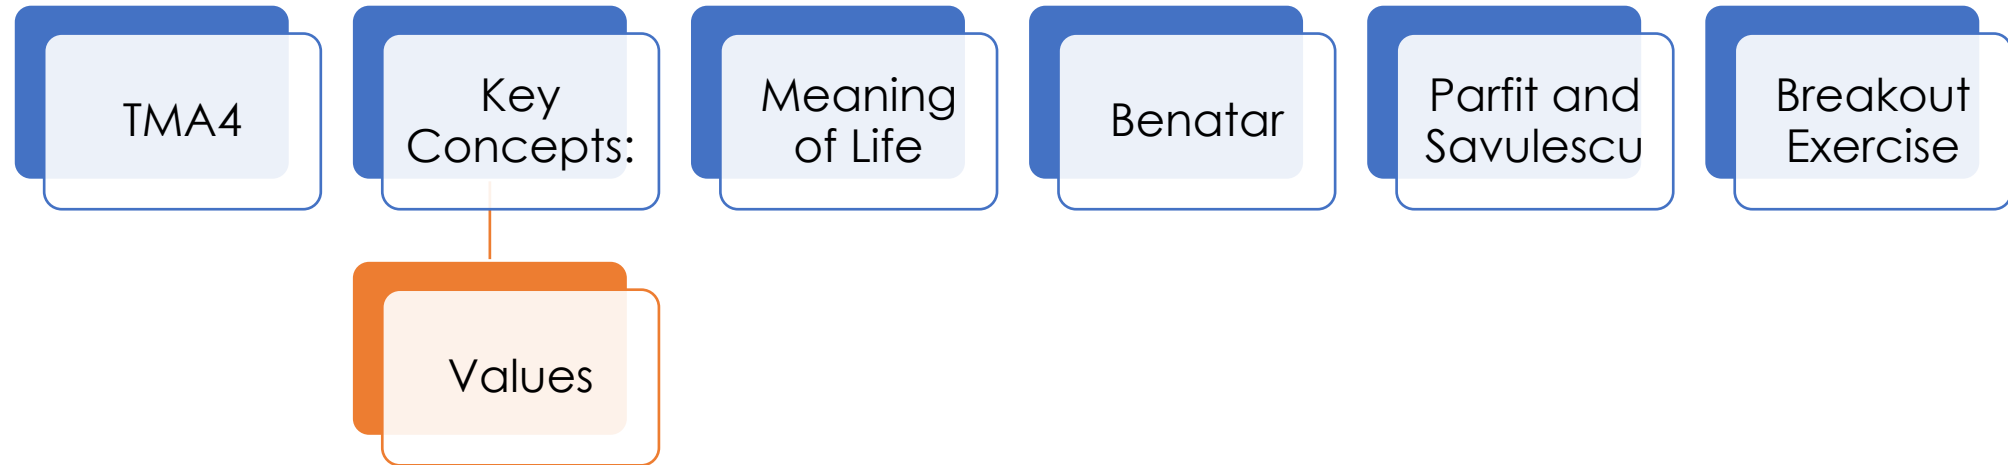 TMA4
Key
Concepts:
Meaning
of Life
Benatar
Parfit and
Savulescu
Breakout
Exercise
Values